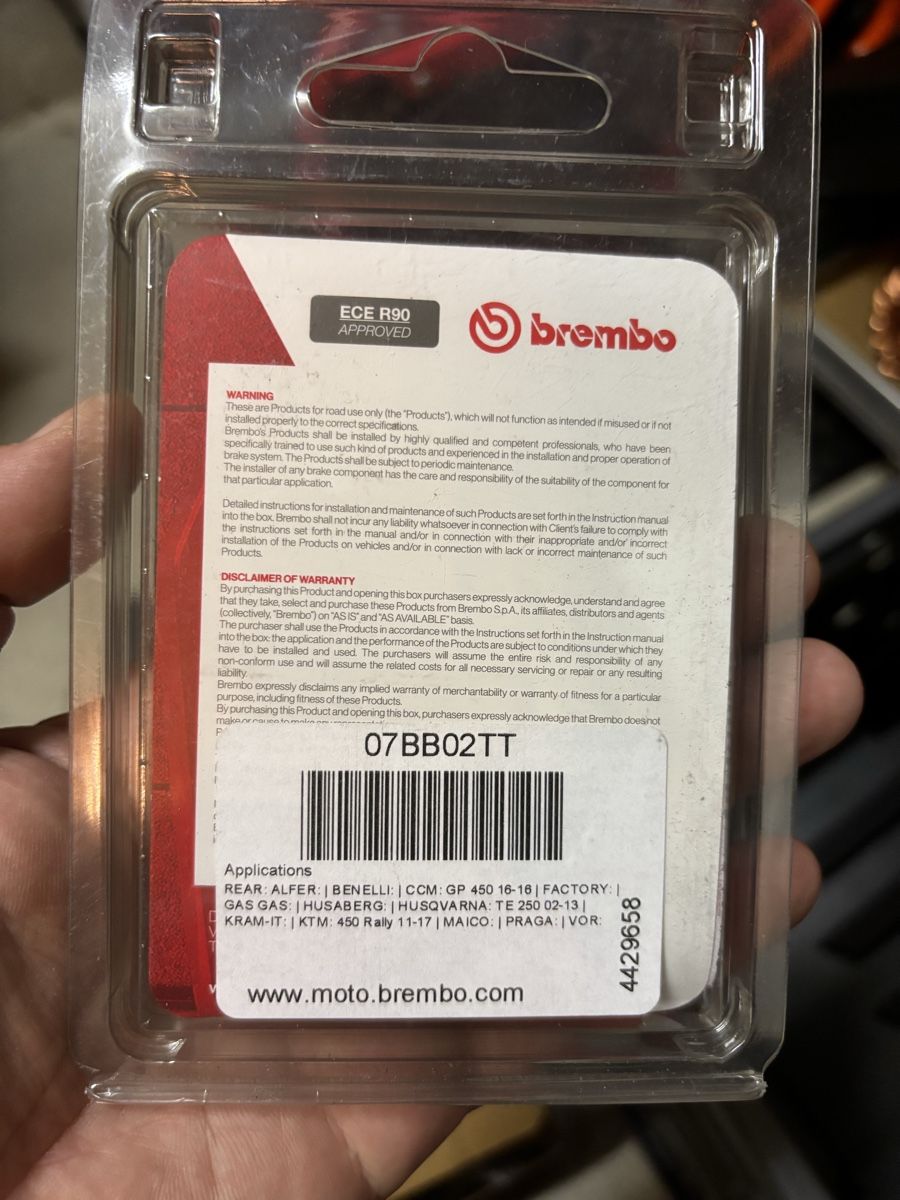 ECE R90
APPROVED
brembo
WARNING
These are Products for road use only (the "Products"), which will not function as intended if misused or if not
installed properly to the correct specifications.
Brembo's Products shall be installed by highly qualified and competent professionals, who have been
specifically trained to use such kind of products and experienced in the installation and proper operation of
brake system. The Products shall be subject to periodic maintenance.
The installer of any brake component has the care and responsibility of the suitability of the component for
that particular application.
Detailed instructions for installation and maintenance of such Products are set forth in the Instruction manual
into the box. Brembo shall not incur any liability whatsoever in connection with Client's failure to comply with
the instructions set forth in the manual and/or in connection with their inappropriate and/or incorrect
installation of the Products on vehicles and/or in connection with lack or incorrect maintenance of such
Products.
DISCLAIMER OF WARRANTY
By purchasing this Product and opening this box purchasers expressly acknowledge, understand and agree
that they take, select and purchase these Products from Brembo S.p.A., its affiliates, distributors and agents
(collectively, "Brembo") on "AS IS" and "AS AVAILABLE" basis.
The purchaser shall use the Products in accordance with the Instructions set forth in the Instruction manual
into the box: the application and the performance of the Products are subject to conditions under which they
have to be installed and used. The purchasers will assume the entire risk and responsibility of any
non-conform use and will assume the related costs for all necessary servicing or repair or any resulting
liability.
Brembo expressly disclaims any implied warranty of merchantability or warranty of fitness for a particular
purpose, including fitness of these Products.
By purchasing this Product and opening this box, purchasers expressly acknowledge that Brembo does not
make or cause to make any
07BB02TT
Applications
REAR: ALFER: | BENELLI: | CCM: GP 450 16-16 | FACTORY: |
GAS GAS: | HUSABERG: | HUSQVARNA: TE 250 02-13 |
KRAM-IT: | KTM: 450 Rally 11-17 | MAICO: | PRAGA: | VOR:
4429658
www.moto.brembo.com